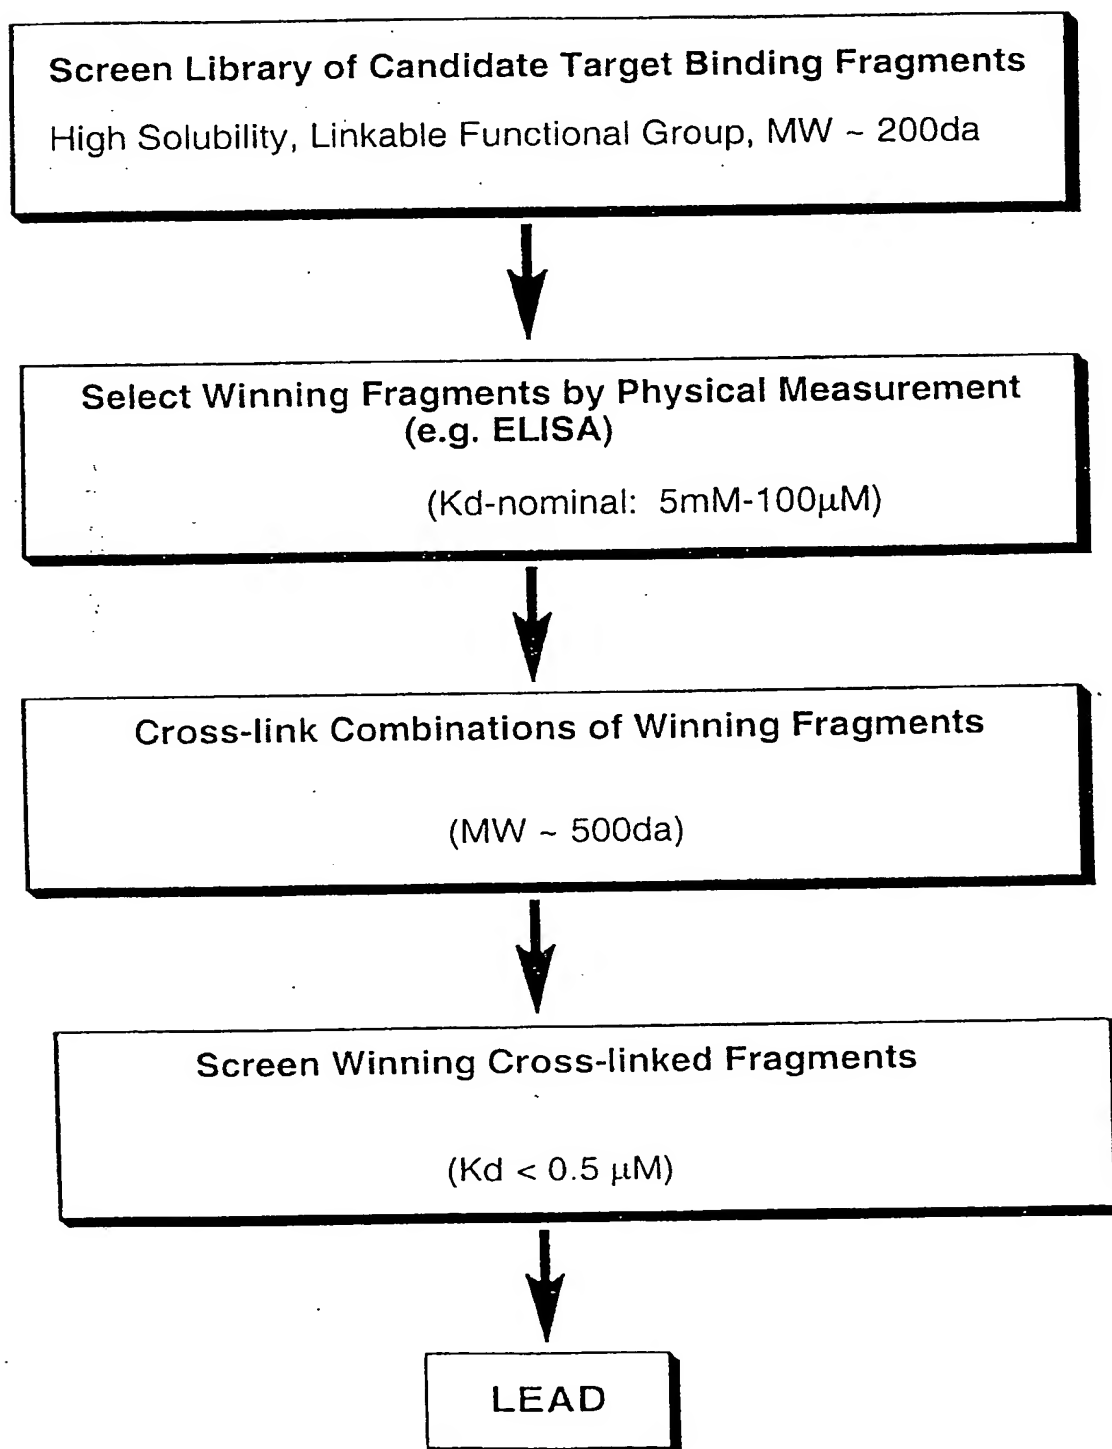 Screen Library of Candidate Target Binding Fragments
High Solubility, Linkable Functional Group, MW ~ 200da
Select Winning Fragments by Physical Measurement
(e.g. ELISA)
(Kd-nominal: 5mM-100μM)
Cross-link Combinations of Winning Fragments
(MW ~ 500da)
Screen Winning Cross-linked Fragments
(Kd < 0.5 μM)
LEAD